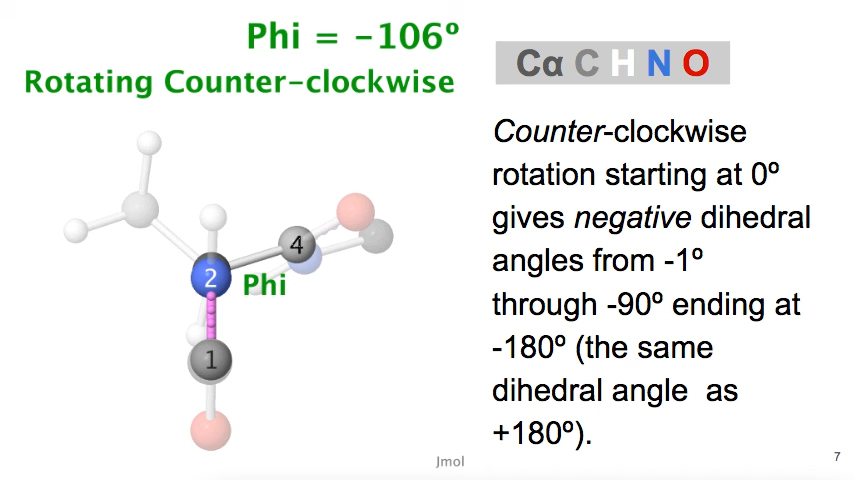 Phi = -106º
Rotating Counter-clockwise
4
2
Phi
1
Jmol
Cα C H N O
Counter-clockwise
rotation starting at 0º
gives negative dihedral
angles from -1º
through -90º ending at
-180º (the same
dihedral angle as
+180º).
7